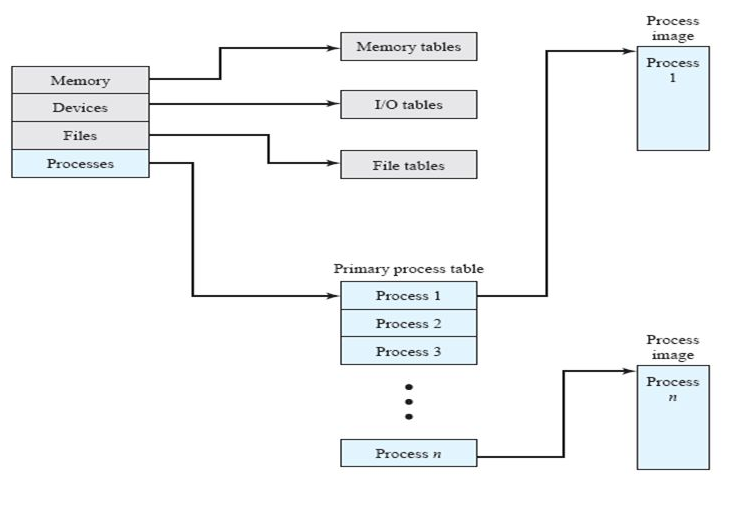 Memory
Devices
Files
Processes
Memory tables
I/O tables
File tables
Primary process table
Process 1
Process 2
Process 3
Process n
Process
image
Process
1
Process
image
Process
n